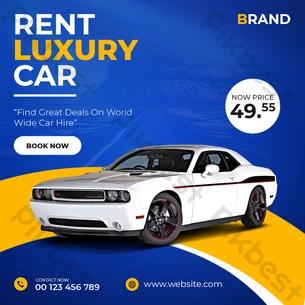 RENT
LUXURY
CAR
BRAND
"Find Great Deals On World
Wide Car Hire"
BOOK NOW
NOW PRICE
49.55
CONTACT NOW
00 123 456 789
www.website.com
pikbest